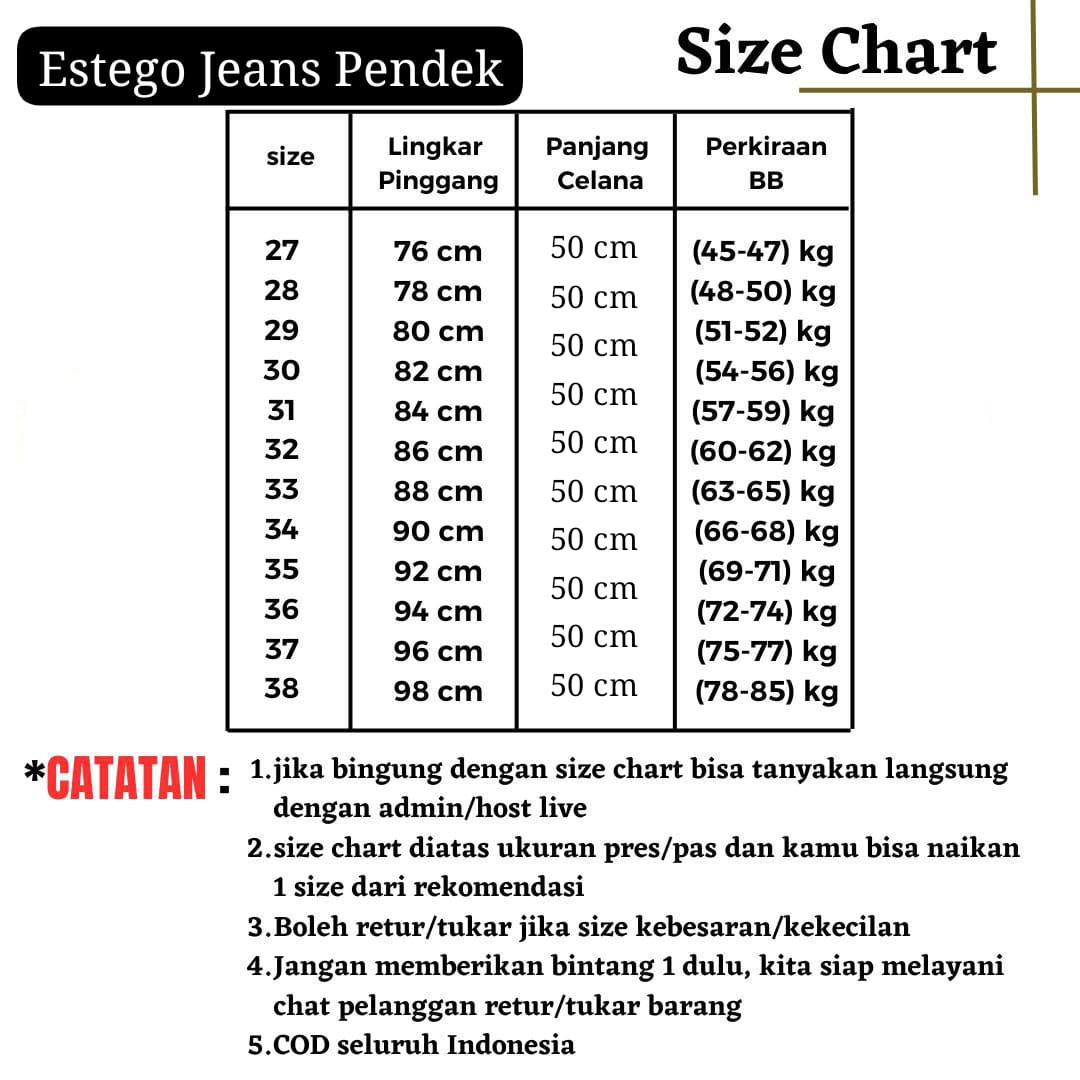 Estego Jeans Pendek
Size Chart
size Lingkar Pinggang Panjang Celana Perkiraan BB
27 76 cm 50 cm (45-47) kg
28 78 cm 50 cm (48-50) kg
29 80 cm 50 cm (51-52) kg
30 82 cm 50 cm (54-56) kg
31 84 cm 50 cm (57-59) kg
32 86 cm 50 cm (60-62) kg
33 88 cm 50 cm (63-65) kg
34 90 cm 50 cm (66-68) kg
35 92 cm 50 cm (69-71) kg
36 94 cm 50 cm (72-74) kg
37 96 cm (75-77) kg
38 98 cm (78-85) kg
*CATATAN :
1.jika bingung dengan size chart bisa tanyakan langsung
dengan admin/host live
2.size chart diatas ukuran pres/pas dan kamu bisa naikan
1 size dari rekomendasi
3.Boleh retur/tukar jika size kebesaran/kekecilan
4.Jangan memberikan bintang 1 dulu, kita siap melayani
chat pelanggan retur/tukar barang
5.COD seluruh Indonesia